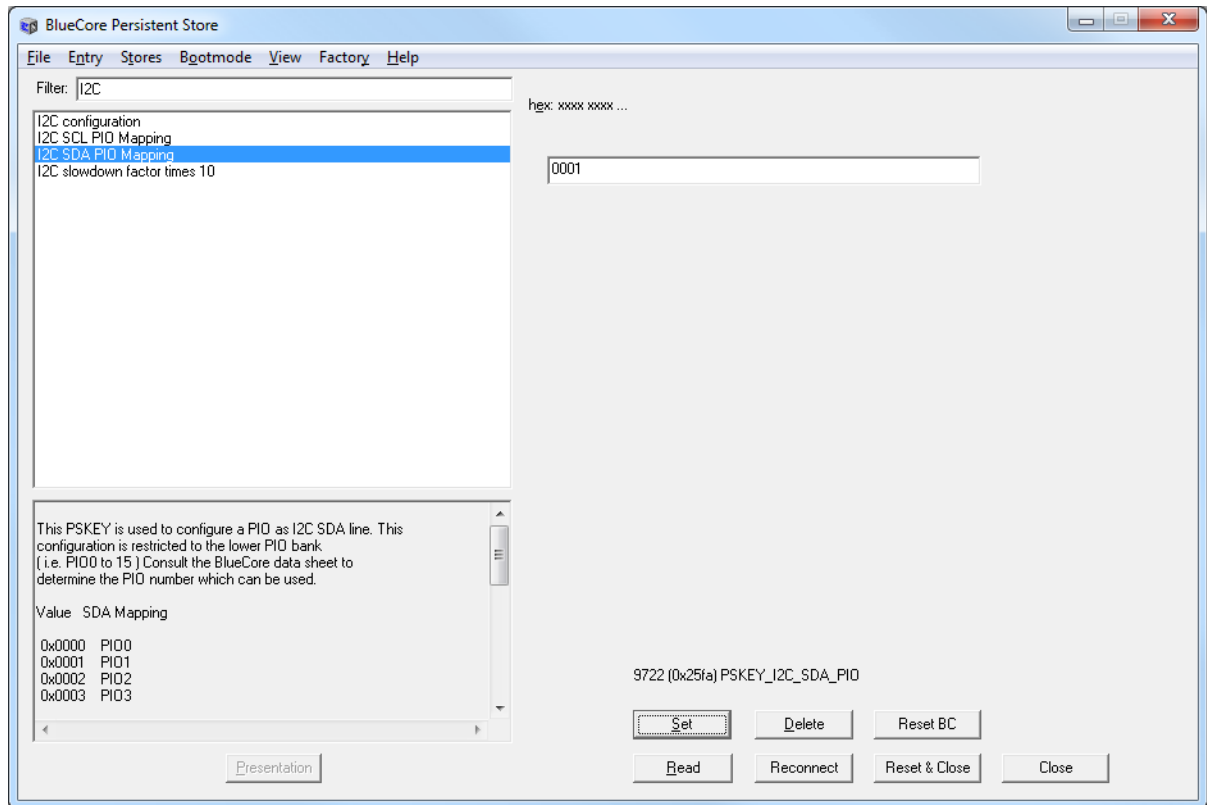 BlueCore Persistent Store
File Entry Stores Bootmode View Factory Help
Filter: I2C
I2C configuration
I2C SCL PIO Mapping
I2C SDA PIO Mapping
I2C slowdown factor times 10
hex: xxxx xxxx ...
0001
This PSKEY is used to configure a PIO as I2C SDA line. This
configuration is restricted to the lower PIO bank
( i.e. PIO0 to 15 ) Consult the BlueCore data sheet to
determine the PIO number which can be used.
Value SDA Mapping
0x0000 PIO0
0x0001 PIO1
0x0002 PIO2
0x0003 PIO3
Presentation
9722 (0x25fa) PSKEY_I2C_SDA_PIO
Set Delete Reset BC
Read Reconnect Reset & Close Close